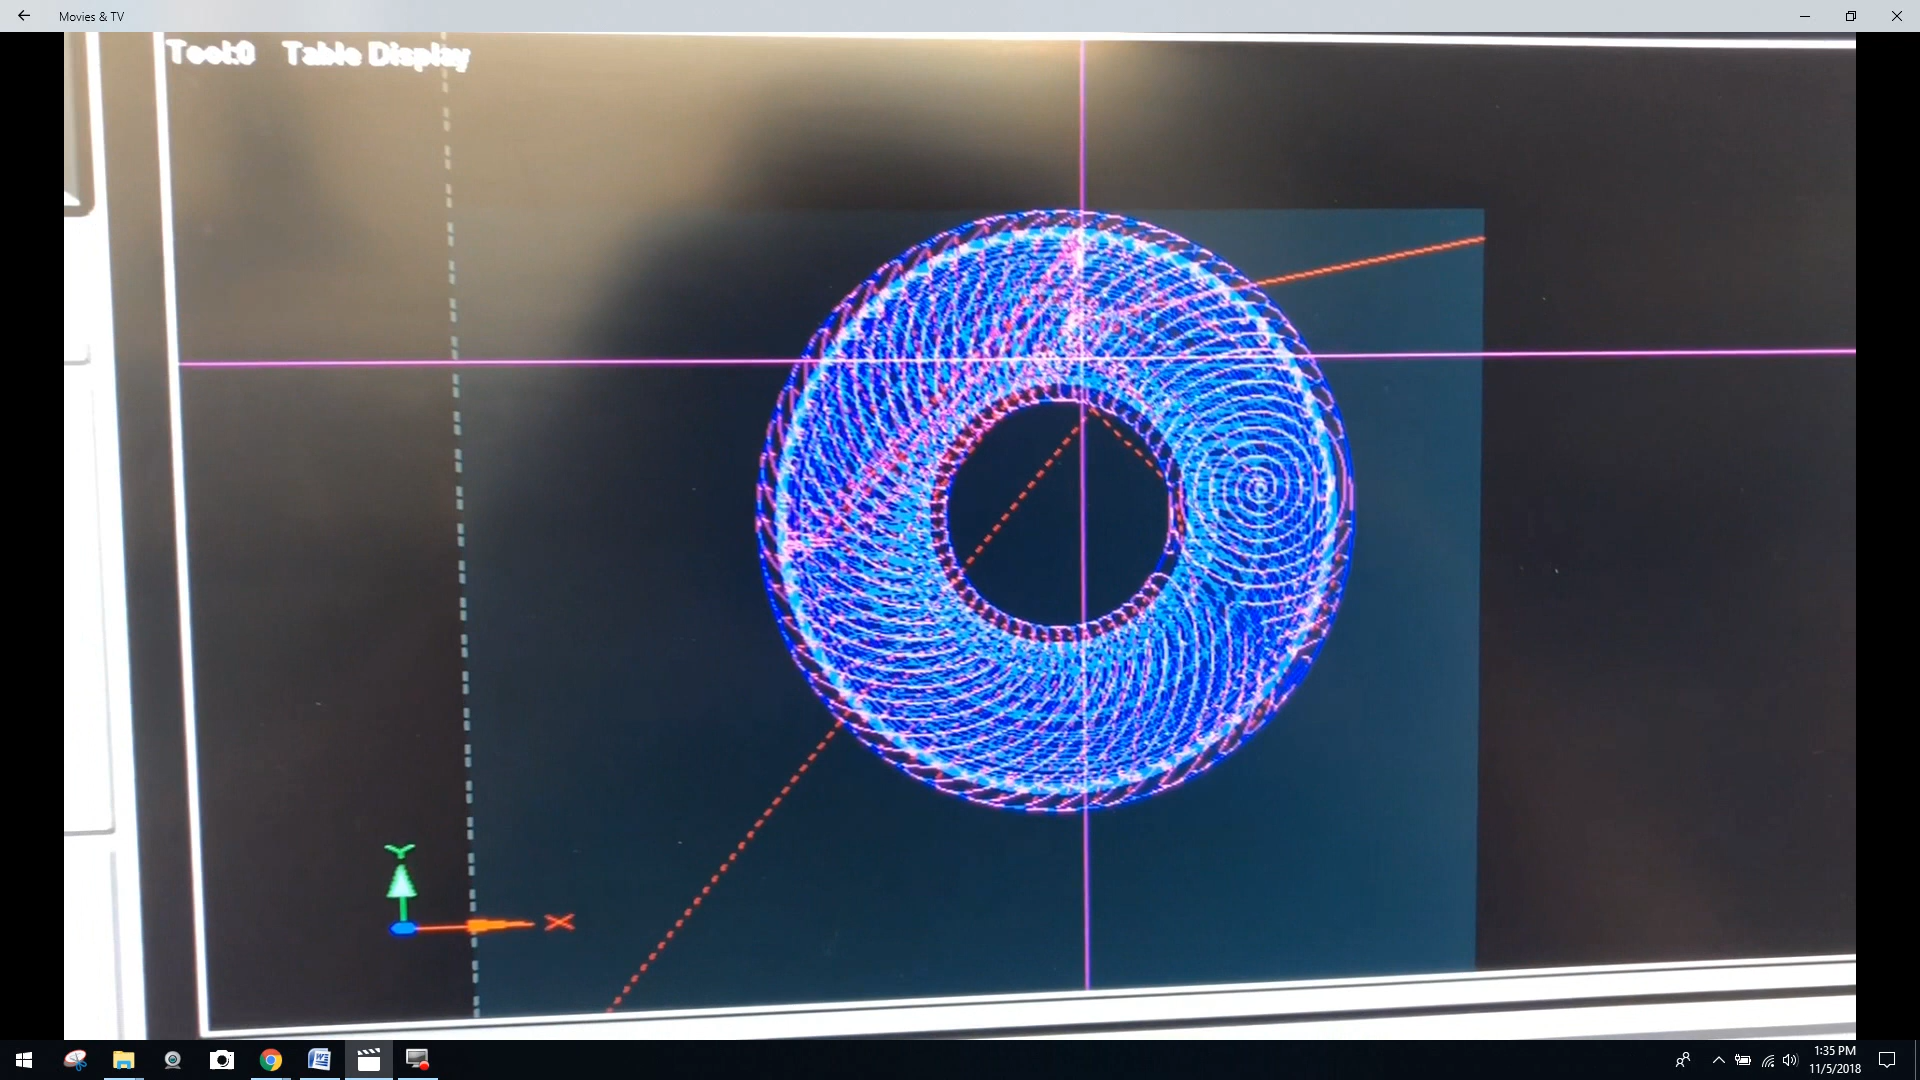 Movies & TV
Tool:0 Table Display
Y
X
1:35 PM
11/5/2018